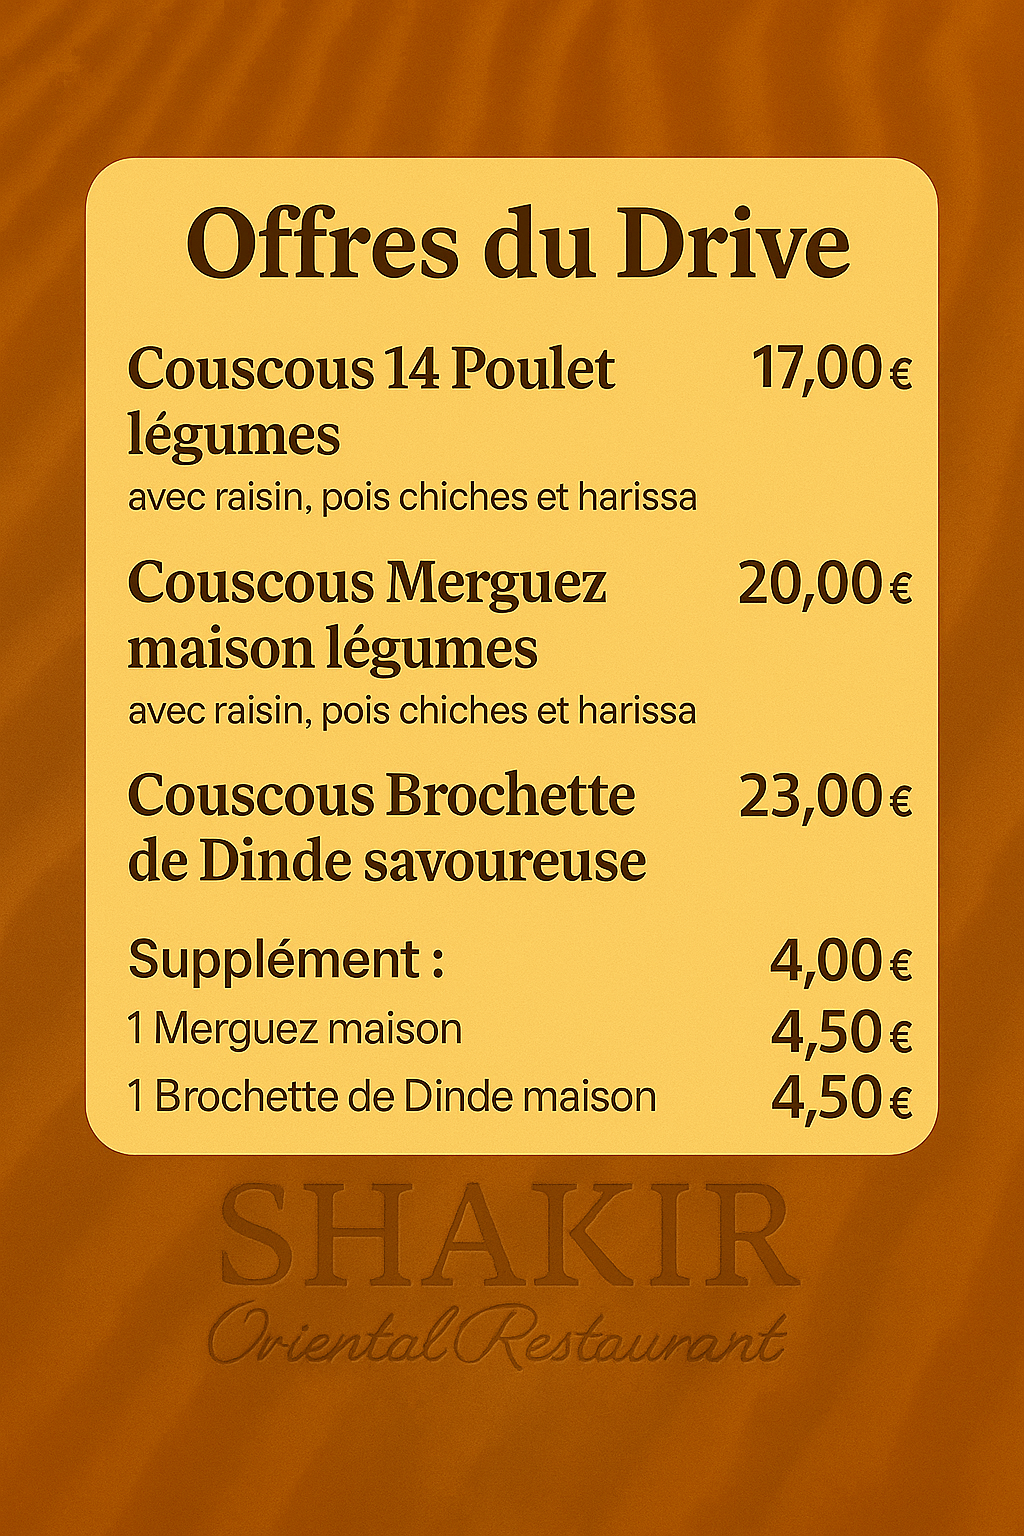 Offres du Drive
Couscous 14 Poulet 17,00 €
légumes
avec raisin, pois chiches et harissa
Couscous Merguez 20,00 €
maison légumes
avec raisin, pois chiches et harissa
Couscous Brochette 23,00 €
de Dinde savoureuse
Supplément : 4,00 €
1 Merguez maison 4,50 €
1 Brochette de Dinde maison 4,50 €
SHAKIR
Oriental Restaurant